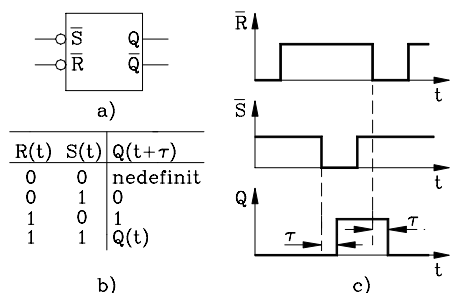 S̅ Q
R̅ Q̅
a)
R(t) S(t) Q(t+τ)
0 0 nedefinit
0 1 0
1 0 1
1 1 Q(t)
b)
R̅
t
S̅
t
Q
τ τ
t
c)